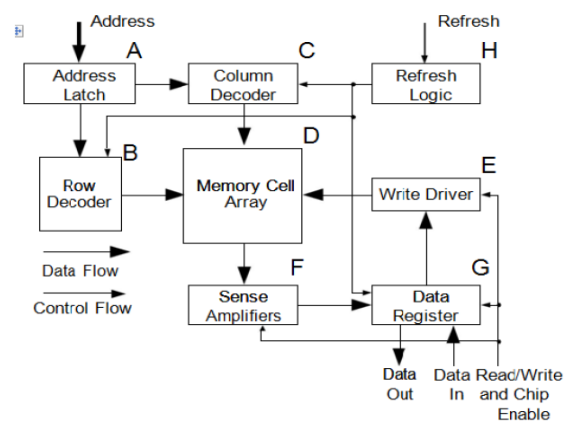 Address
Refresh
A
C
H
Address
Latch
Column
Decoder
Refresh
Logic
B
D
E
Row
Decoder
Memory Cell
Array
Write Driver
Data Flow
F
G
Control Flow
Sense
Amplifiers
Data
Register
Data
Out
Data
In
Read/Write
and Chip
Enable